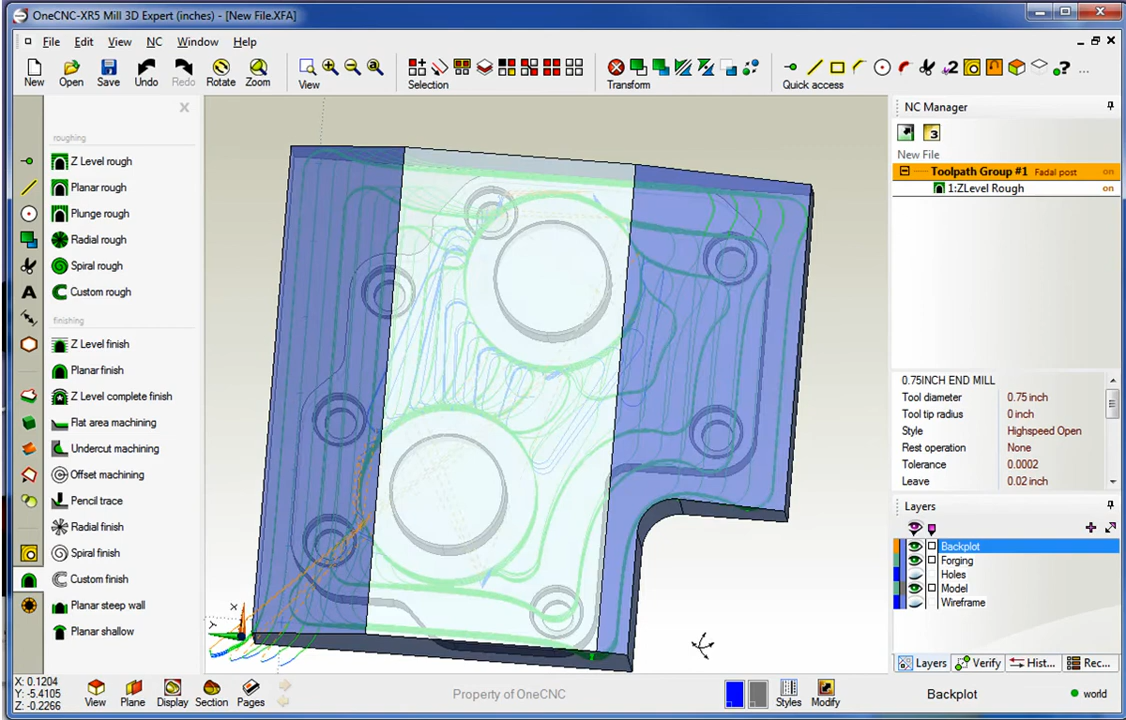 OneCNC-XR5 Mill 3D Expert (inches) - [New File.XFA]
File Edit View NC Window Help
New Open Save Undo Redo Rotate Zoom View Selection Transform Quick access
roughing
Z Level rough
Planar rough
Plunge rough
Radial rough
Spiral rough
Custom rough
finishing
Z Level finish
Planar finish
Z Level complete finish
Flat area machining
Undercut machining
Offset machining
Pencil trace
Radial finish
Spiral finish
Custom finish
Planar steep wall
Planar shallow
NC Manager
3
New File
Toolpath Group #1 Fadal post on
1:ZLevel Rough on
0.75INCH END MILL
Tool diameter 0.75 inch
Tool tip radius 0 inch
Style Highspeed Open
Rest operation None
Tolerance 0.0002
Leave 0.02 inch
Layers
Backplot
Forging
Holes
Model
Wireframe
Layers Verify Hist... Rec...
X: 0.1204
Y: -5.4105
Z: -0.2266
View Plane Display Section Pages
Property of OneCNC
Styles Modify
Backplot
world